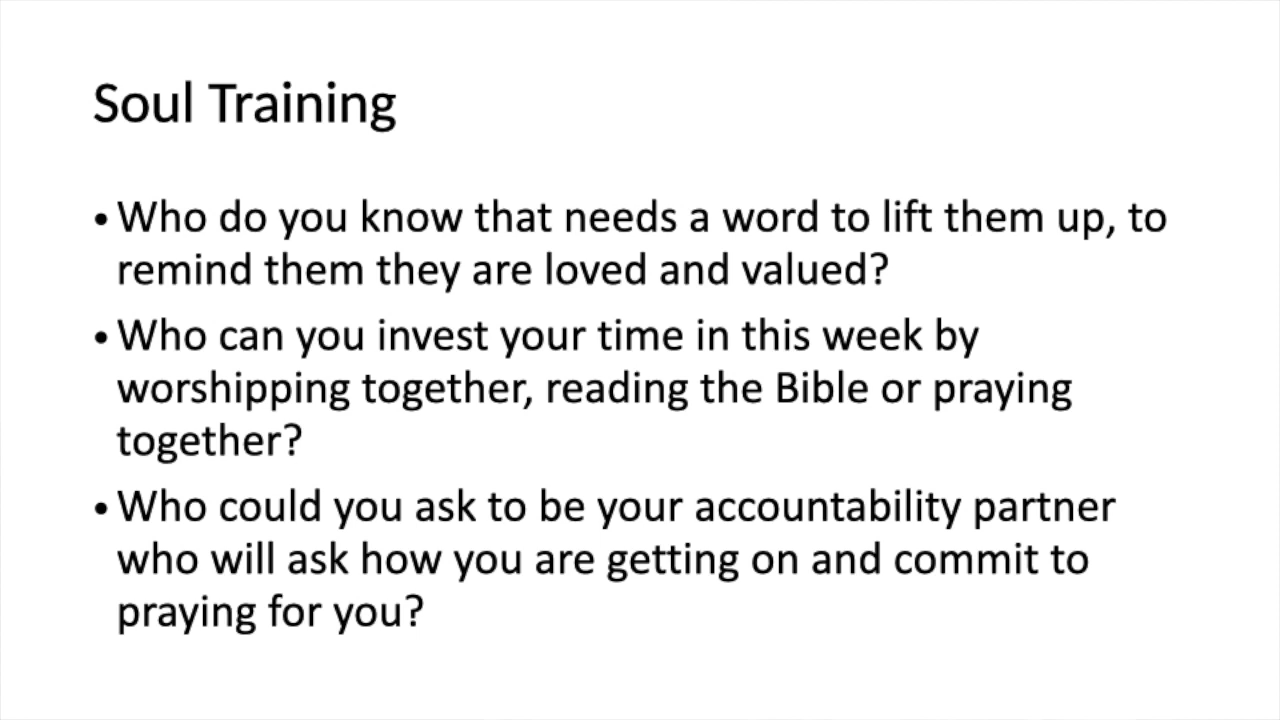 Soul Training
• Who do you know that needs a word to lift them up, to
remind them they are loved and valued?
• Who can you invest your time in this week by
worshipping together, reading the Bible or praying
together?
• Who could you ask to be your accountability partner
who will ask how you are getting on and commit to
praying for you?